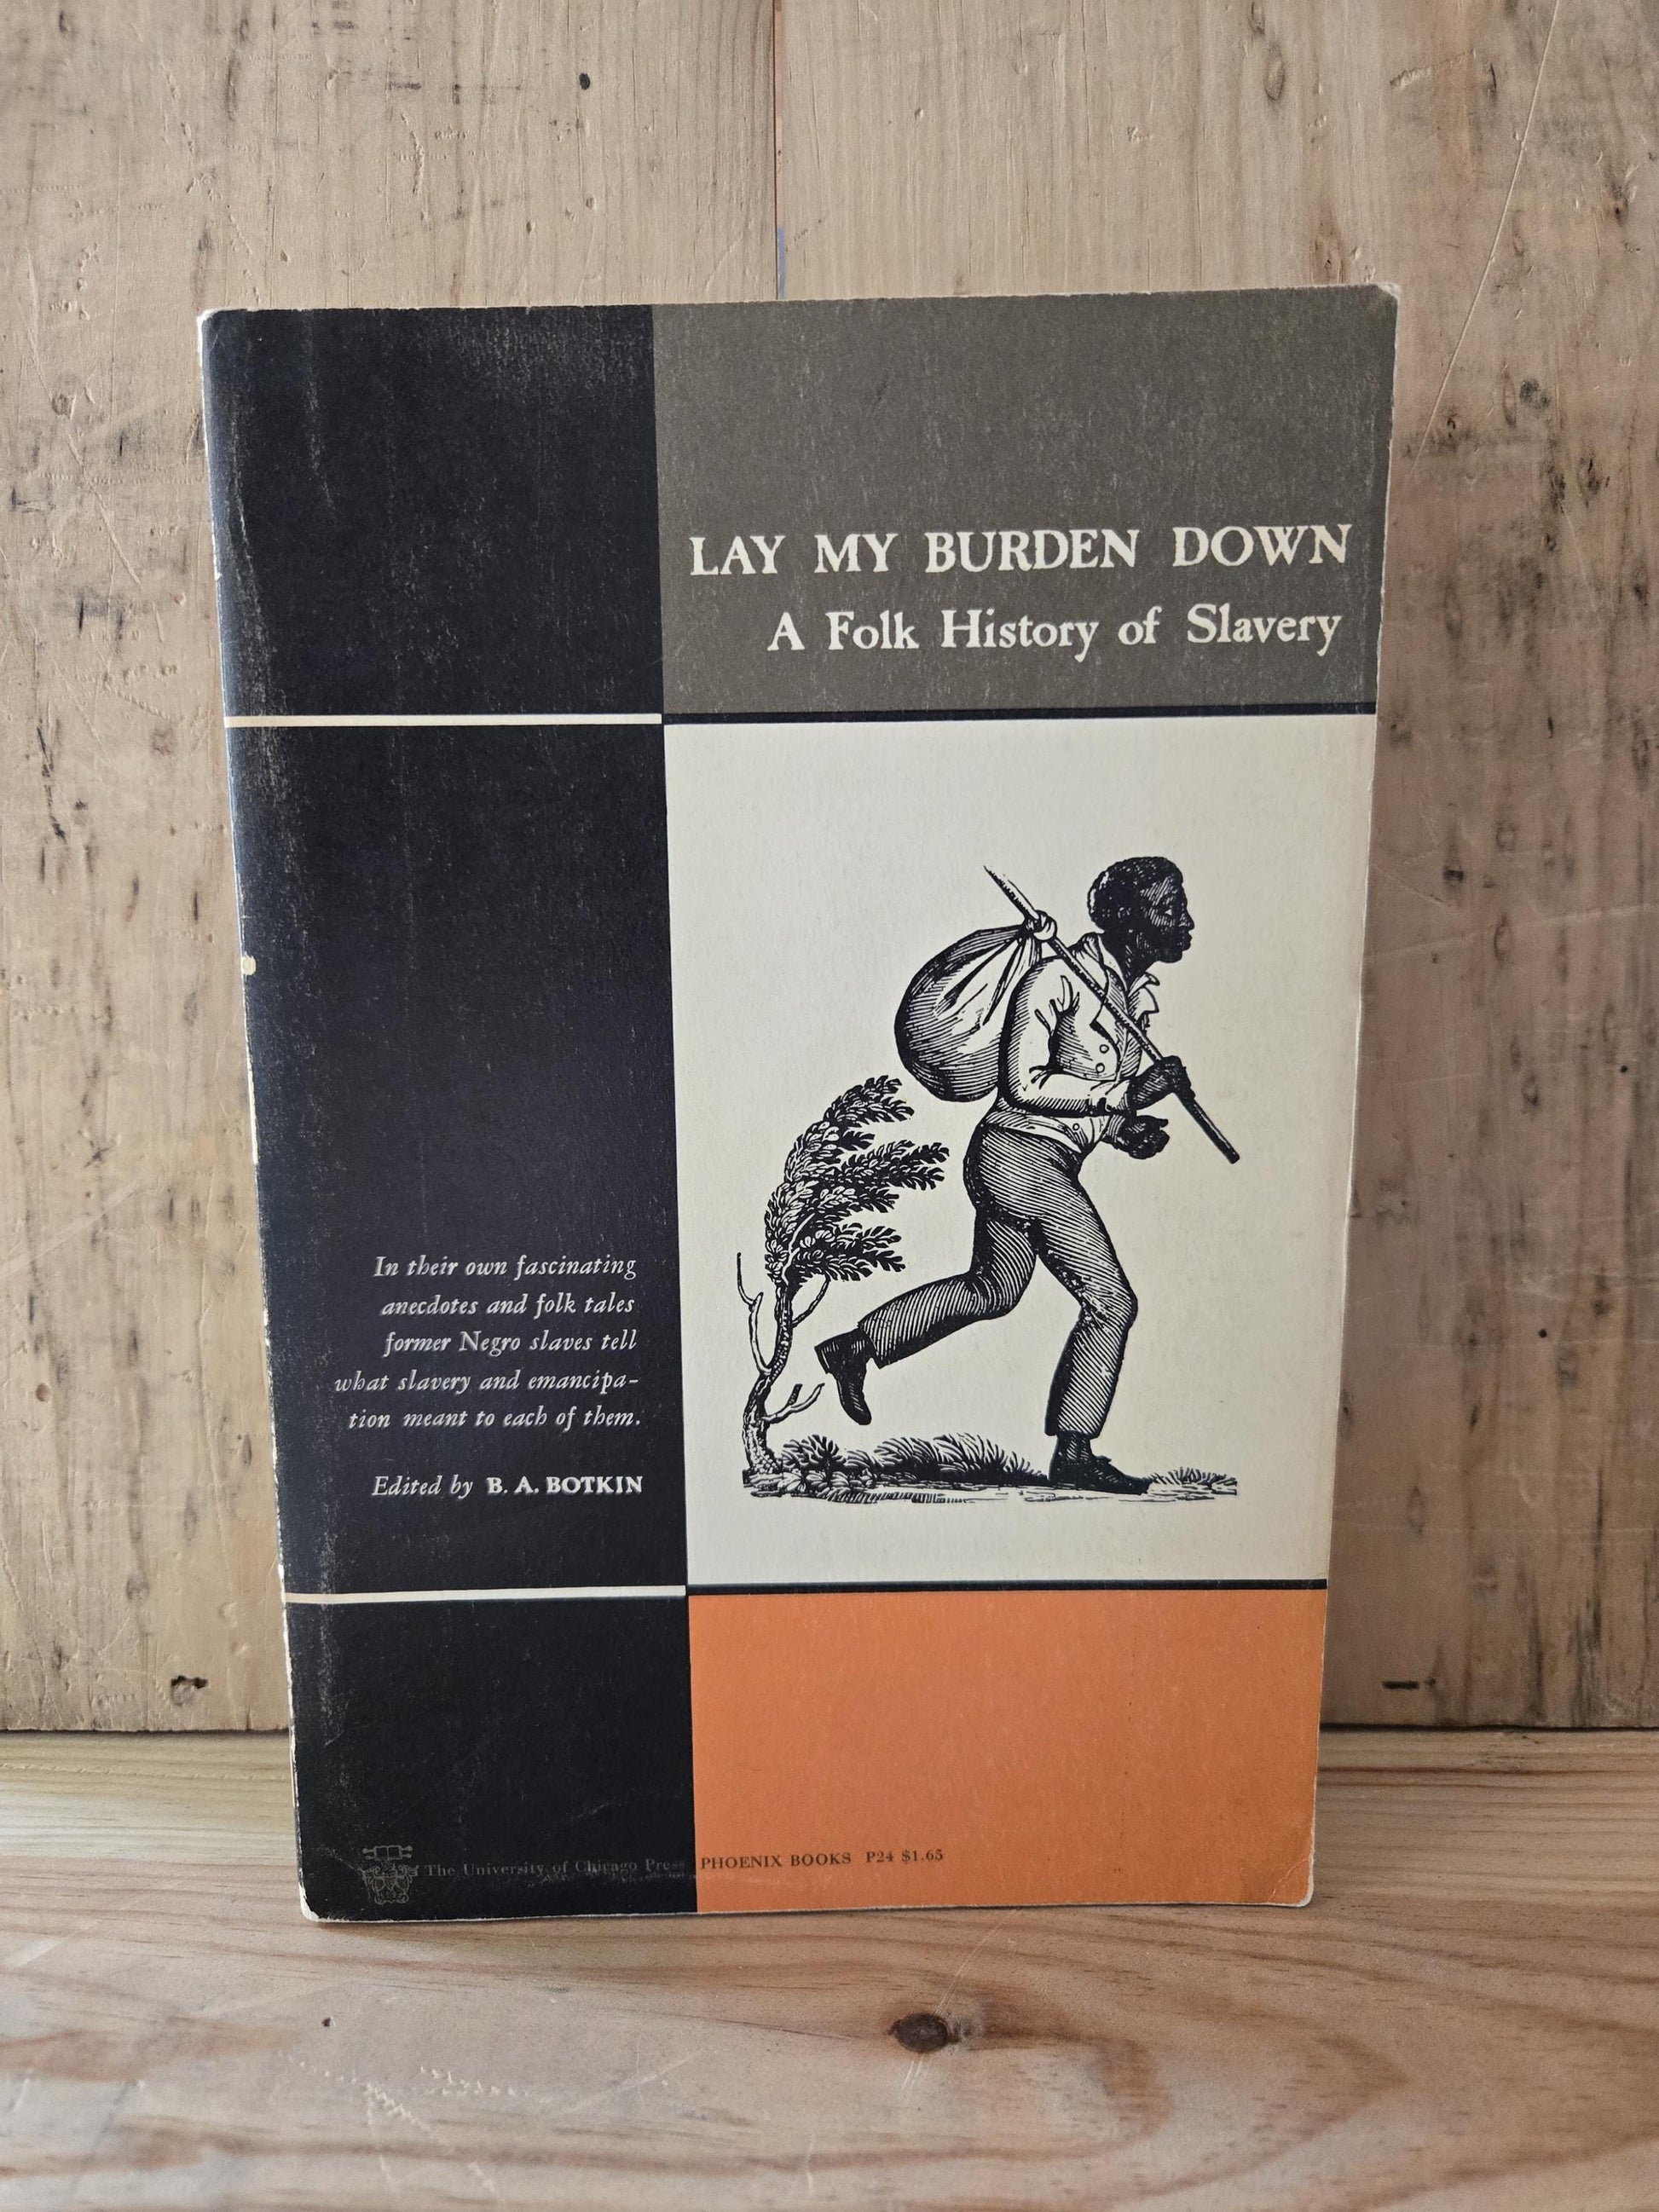 LAY MY BURDEN DOWN
A Folk History of Slavery
In their own fascinating
anecdotes and folk tales
former Negro slaves tell
what slavery and emancipa-
tion meant to each of them.
Edited by B. A. BOTKIN
The University of Chicago Press PHOENIX BOOKS P24 $1.65